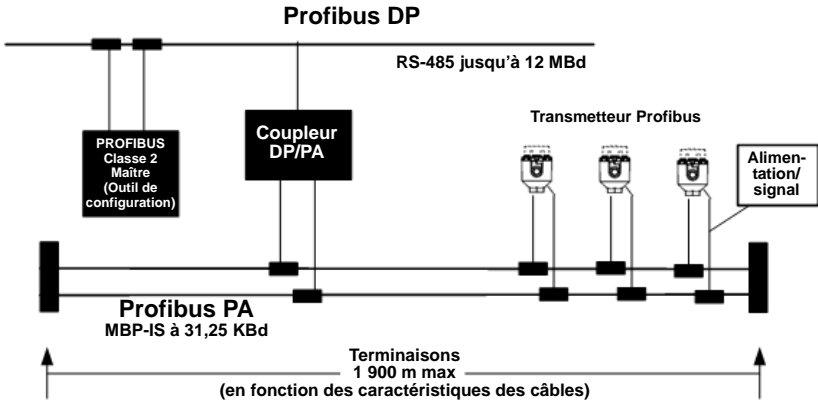 Profibus DP
RS-485 jusqu'à 12 MBd
PROFIBUS
Classe 2
Maître
(Outil de
configuration)
Coupleur
DP/PA
Transmetteur Profibus
Alimen-
tation/
signal
Profibus PA
MBP-IS à 31,25 KBd
Terminaisons
1 900 m max
(en fonction des caractéristiques des câbles)